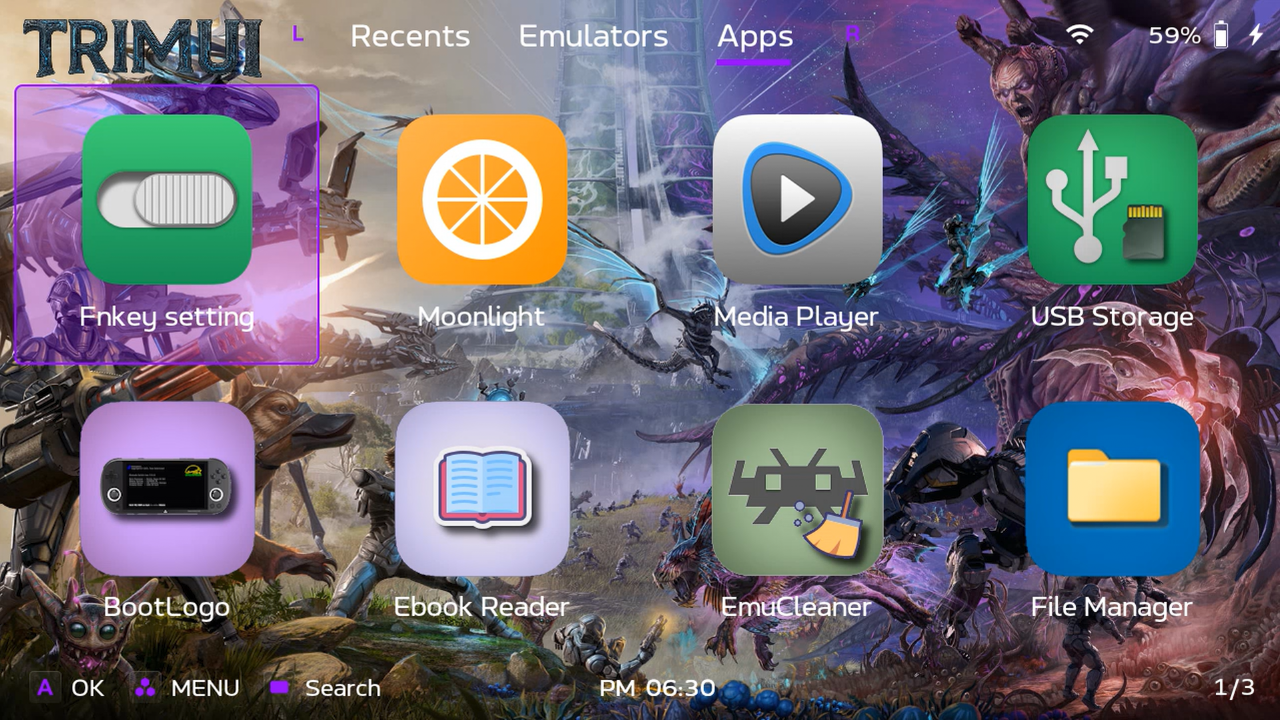 TRIMUI L Recents Emulators Apps R 59%
Fnkey setting Moonlight Media Player USB Storage
BootLogo Ebook Reader EmuCleaner File Manager
A OK MENU Search PM 06:30 1/3